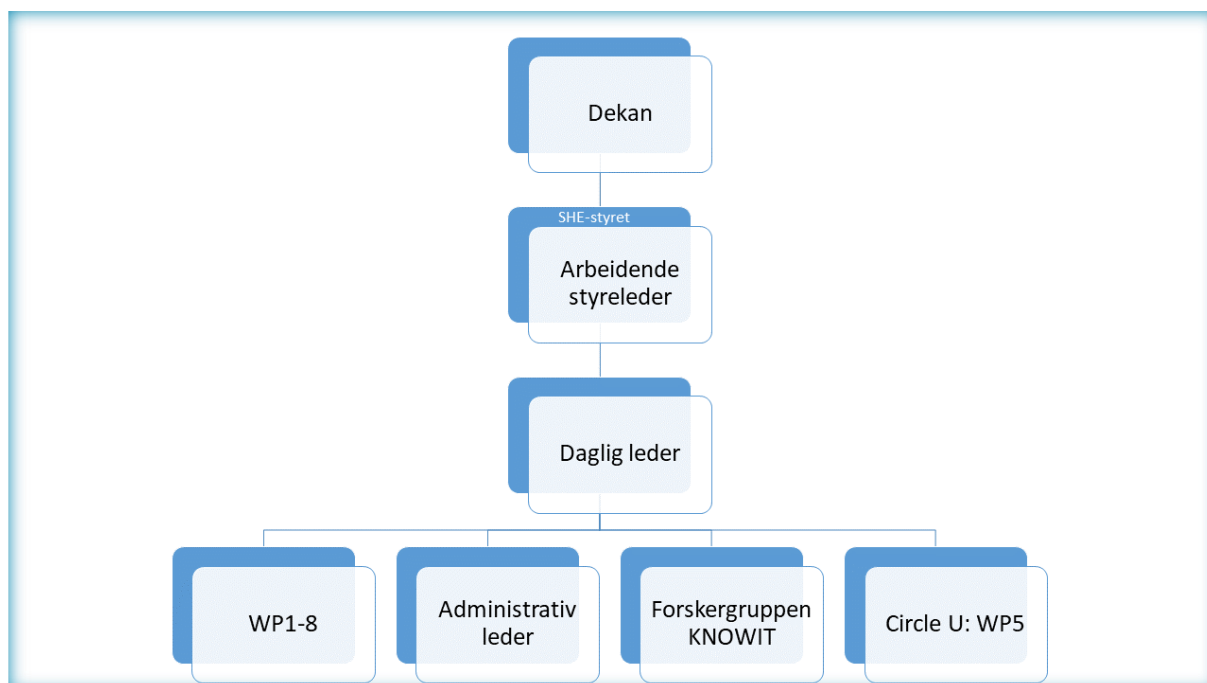 Dekan
SHE-styret
Arbeidende
styreleder
Daglig leder
WP1-8
Administrativ
leder
Forskergruppen
KNOWIT
Circle U: WP5